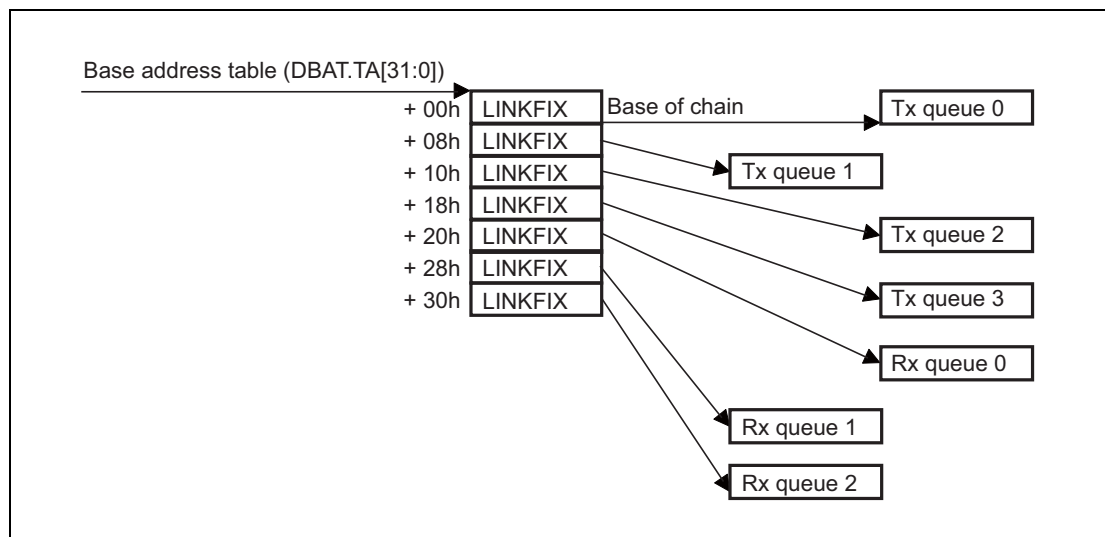 Base address table (DBAT.TA[31:0])
+ 00h LINKFIX Base of chain Tx queue 0
+ 08h LINKFIX
Tx queue 1
+ 10h LINKFIX
+ 18h LINKFIX
Tx queue 2
+ 20h LINKFIX
+ 28h LINKFIX
+ 30h LINKFIX Tx queue 3
Rx queue 0
Rx queue 1
Rx queue 2